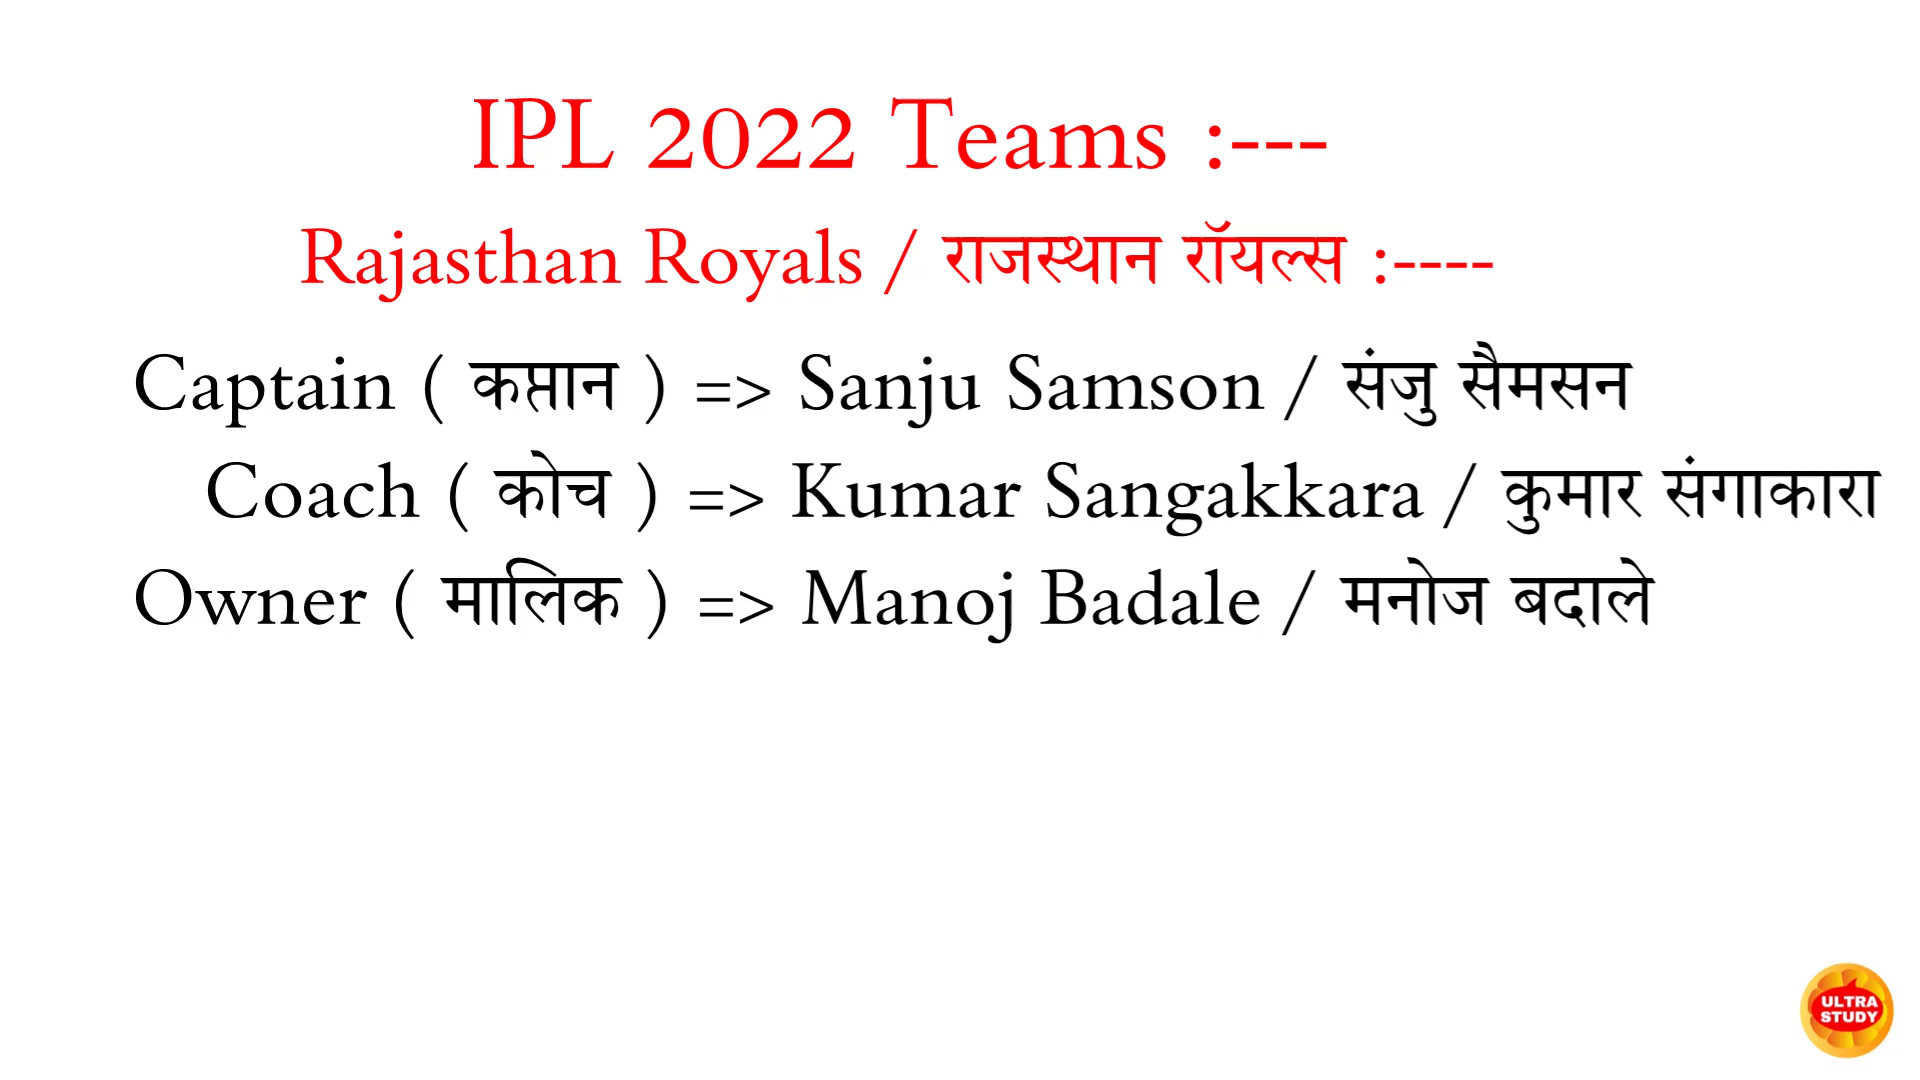 IPL 2022 Teams :---
Rajasthan Royals / राजस्थान रॉयल्स :----
Captain ( कप्तान ) => Sanju Samson / संजु सैमसन
Coach ( कोच ) => Kumar Sangakkara / कुमार संगाकारा
Owner ( मालिक ) => Manoj Badale / मनोज बदाले
ULTRA
STUDY